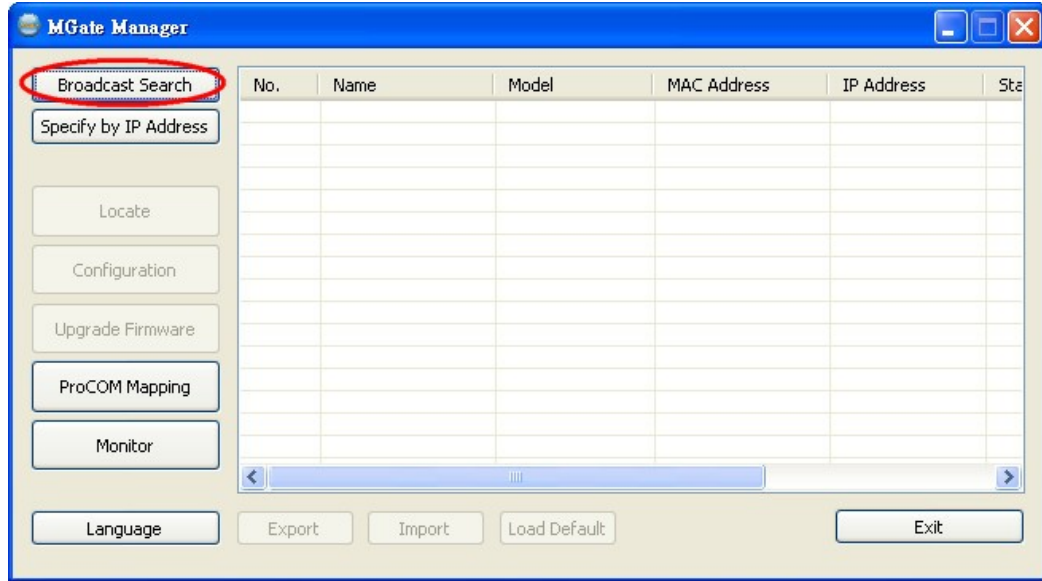 MGate Manager
Broadcast Search
No. Name Model MAC Address IP Address Sta
Specify by IP Address
Locate
Configuration
Upgrade Firmware
ProCOM Mapping
Monitor
Language Export Import Load Default Exit